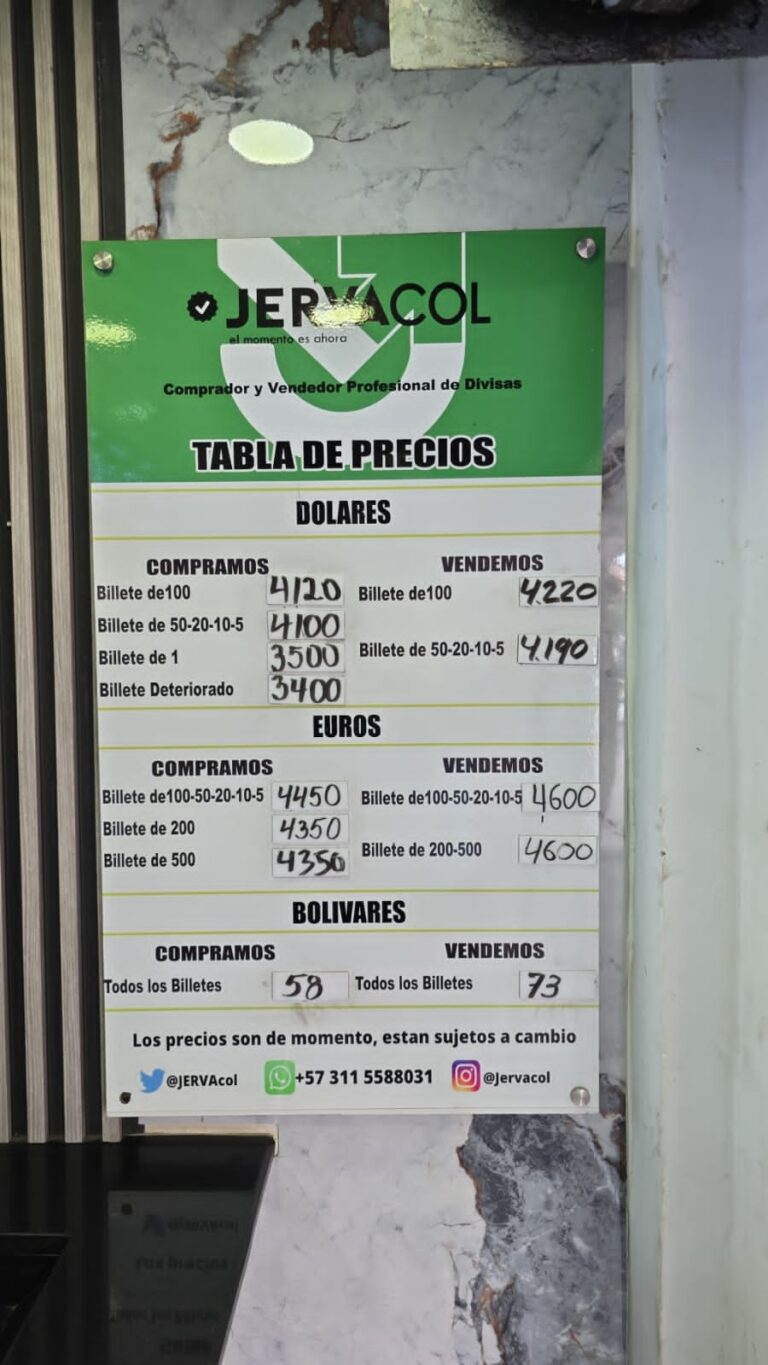 JERVACOL
el momento es ahora
Comprador y Vendedor Profesional de Divisas
TABLA DE PRECIOS
DOLARES
COMPRAMOS VENDEMOS
Billete de100 4120 Billete de100 4.220
Billete de 50-20-10-5 4100
Billete de 1 3500 Billete de 50-20-10-5 4.190
Billete Deteriorado 3400
EUROS
COMPRAMOS VENDEMOS
Billete de100-50-20-10-5 4450 Billete de100-50-20-10-5 4600
Billete de 200 4350
Billete de 500 4350 Billete de 200-500 4600
BOLIVARES
COMPRAMOS VENDEMOS
Todos los Billetes 58 Todos los Billetes 73
Los precios son de momento, estan sujetos a cambio
@JERVAcol +57 311 5588031 @Jervacol